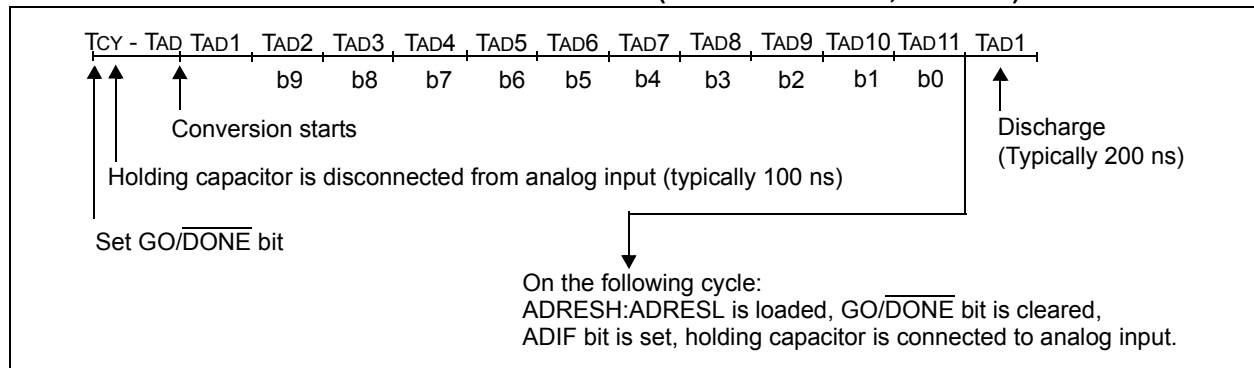 TCY - TAD TAD1 TAD2 TAD3 TAD4 TAD5 TAD6 TAD7 TAD8 TAD9 TAD10 TAD11 TAD1
b9 b8 b7 b6 b5 b4 b3 b2 b1 b0
Conversion starts
Discharge
(Typically 200 ns)
Holding capacitor is disconnected from analog input (typically 100 ns)
Set GO/DONE bit
On the following cycle:
ADRESH:ADRESL is loaded, GO/DONE bit is cleared,
ADIF bit is set, holding capacitor is connected to analog input.